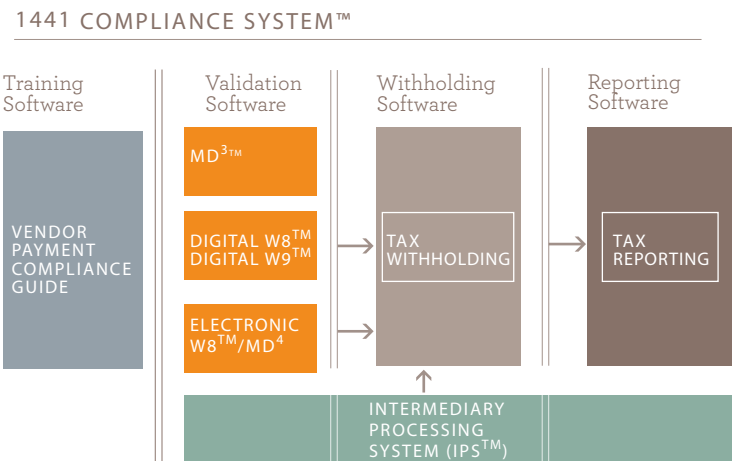 1441 COMPLIANCE SYSTEM™
Training
Software
Validation
Software
Withholding
Software
Reporting
Software
VENDOR
PAYMENT
COMPLIANCE
GUIDE
MD³™
DIGITAL W8™
DIGITAL W9™
ELECTRONIC
W8™/MD⁴
TAX
WITHHOLDING
TAX
REPORTING
INTERMEDIARY
PROCESSING
SYSTEM (IPS™)